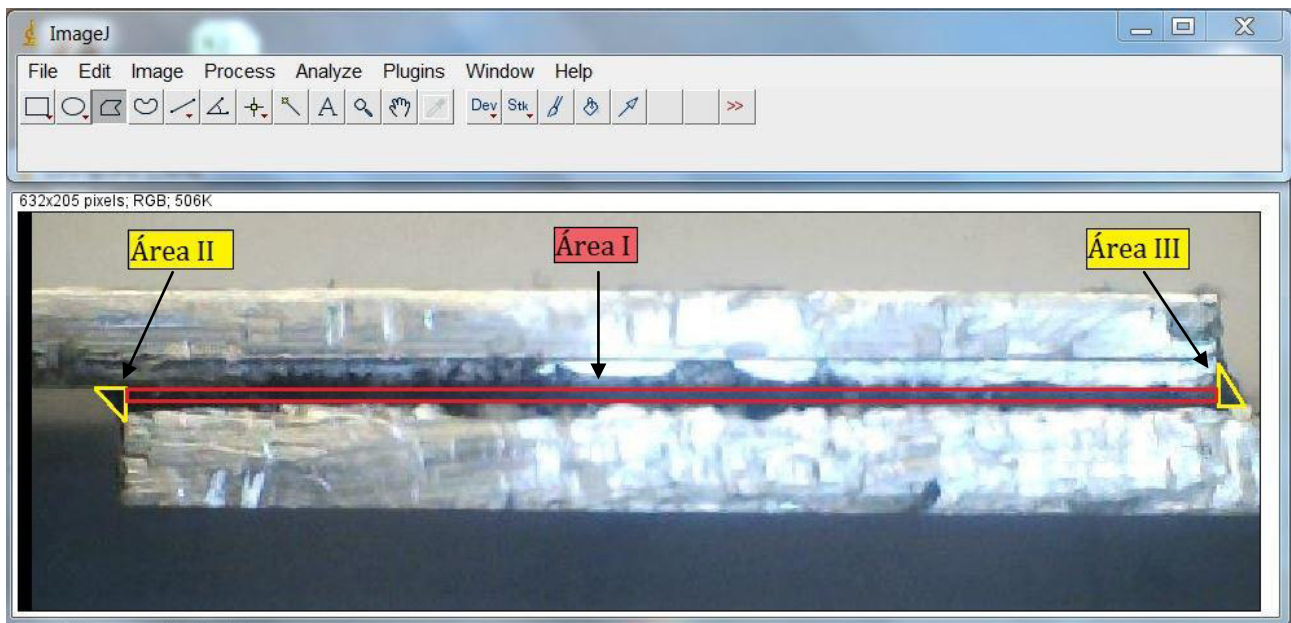 ImageJ
File Edit Image Process Analyze Plugins Window Help
A Dev Stk >>
632x205 pixels; RGB; 506K
Área II
Área I
Área III